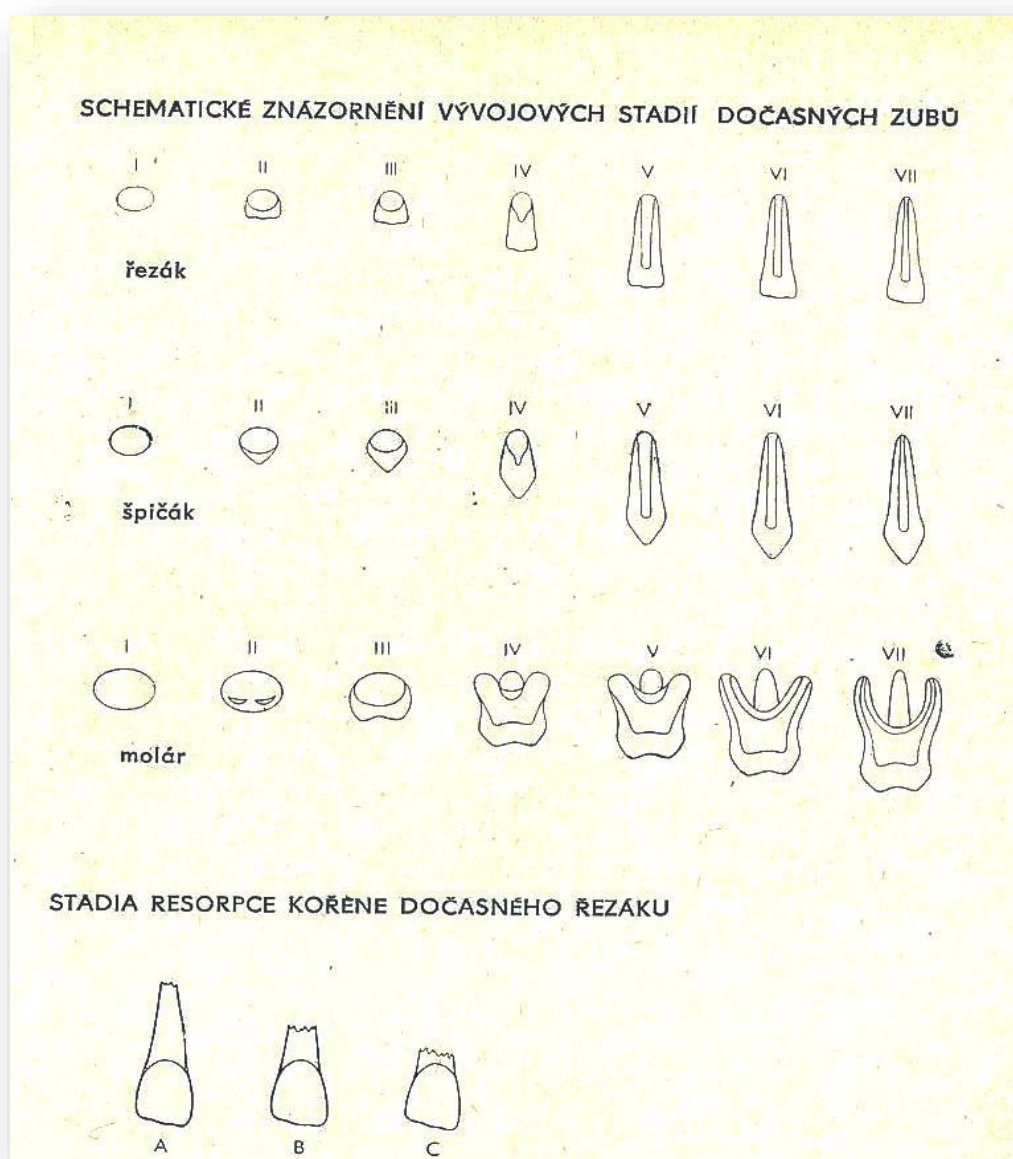 SCHEMATICKÉ ZNÁZORNĚNÍ VÝVOJOVÝCH STADIÍ DOČASNÝCH ZUBŮ
I II III IV V VI VII
řezák
I II III IV V VI VII
špičák
I II III IV V VI VII
molár
STADIA RESORPCE KOŘENE DOČASNÉHO ŘEZÁKU
A B C